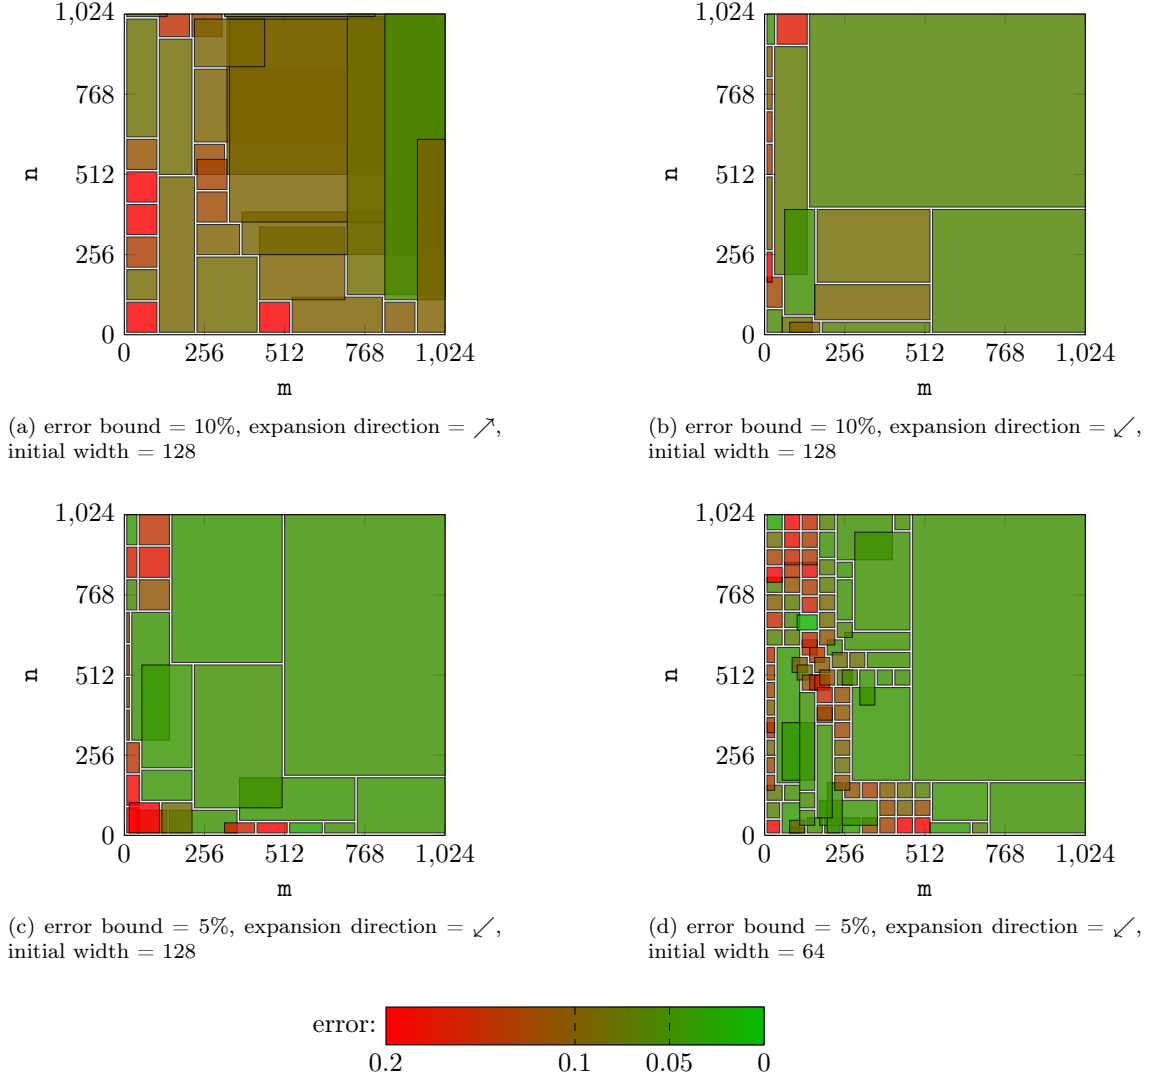 1,024
768
512
256
0
n
0 256 512 768 1,024
m
(a) error bound = 10%, expansion direction = ↗,
initial width = 128
1,024
768
512
256
0
n
0 256 512 768 1,024
m
(b) error bound = 10%, expansion direction = ↙,
initial width = 128
1,024
768
512
256
0
n
0 256 512 768 1,024
m
(c) error bound = 5%, expansion direction = ↙,
initial width = 128
1,024
768
512
256
0
n
0 256 512 768 1,024
m
(d) error bound = 5%, expansion direction = ↙,
initial width = 64
error:
0.2 0.1 0.05 0